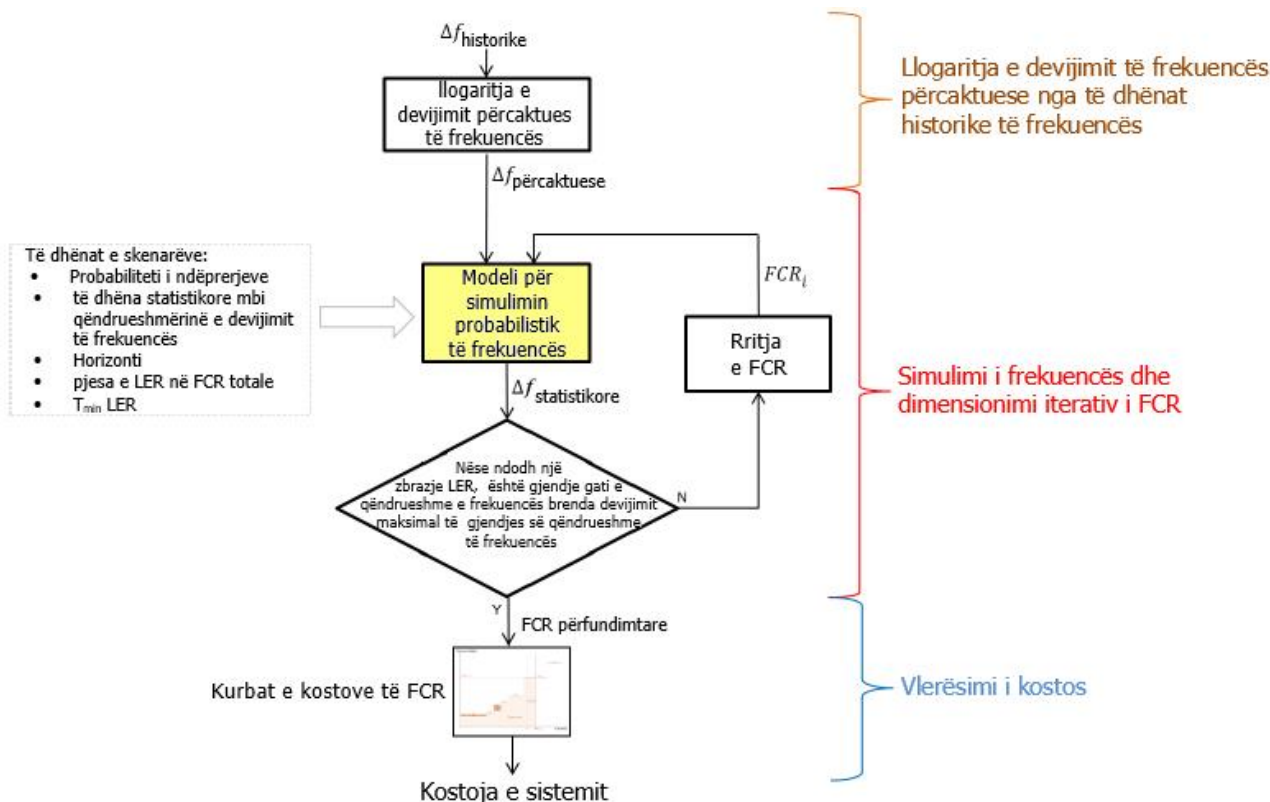 Δf historike
llogaritja e
devijimit përcaktues
të frekuencës
Δf përcaktuese
Llogaritja e devijimit të frekuencës
përcaktuese nga të dhënat
historike të frekuencës
Të dhënat e skenarëve:
• Probabiliteti i ndëprerjeve
• të dhëna statistikore mbi
qëndrueshmërinë e devijimit
të frekuencës
• Horizonti
• pjesa e LER në FCR totale
• Tmin LER
Modeli për
simulimin
probabilistik
të frekuencës
FCRi
Rritja
e FCR
Δf statistikore
Simulimi i frekuencës dhe
dimensionimi iterativ i FCR
Nëse ndodh një
zbrazje LER, është gjendje gati e
qëndrueshme e frekuencës brenda devijimit
maksimal të gjendjes së qëndrueshme
të frekuencës
N
Y
FCR përfundimtare
Kurbat e kostove të FCR
Vlerësimi i kostos
Kostoja e sistemit